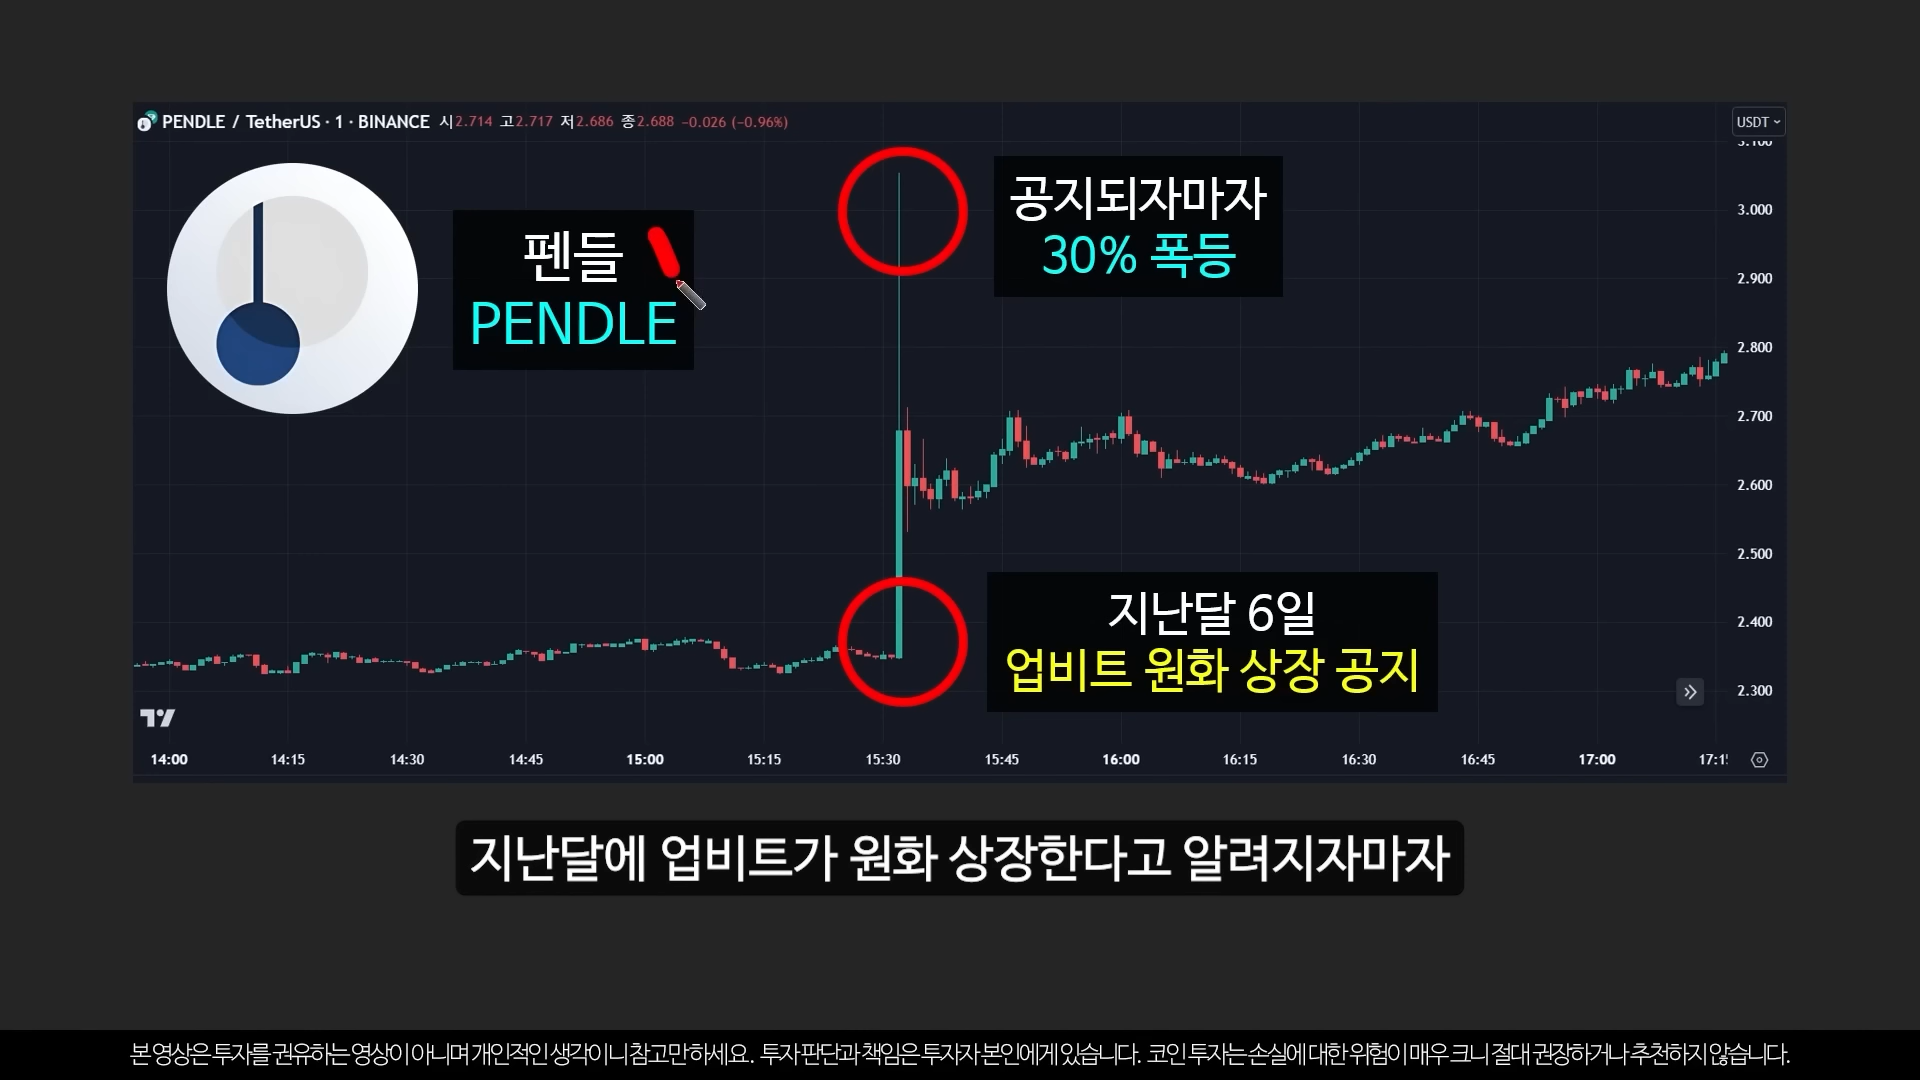 PENDLE / TetherUS · 1 · BINANCE 시2.714 고2.717 저2.686 종2.688 −0.026 (−0.96%)
USDT
펜들
PENDLE
공지되자마자
30% 폭등
지난달 6일
업비트 원화 상장 공지
3.100
3.000
2.900
2.800
2.700
2.600
2.500
2.400
2.300
14:00 14:15 14:30 14:45 15:00 15:15 15:30 15:45 16:00 16:15 16:30 16:45 17:00 17:15
지난달에 업비트가 원화 상장한다고 알려지자마자
본 영상은 투자를 권유하는 영상이 아니며 개인적인 생각이니 참고만 하세요. 투자 판단과 책임은 투자자 본인에게 있습니다. 코인 투자는 손실에 대한 위험이 매우 크니 절대 권장하거나 추천하지 않습니다.